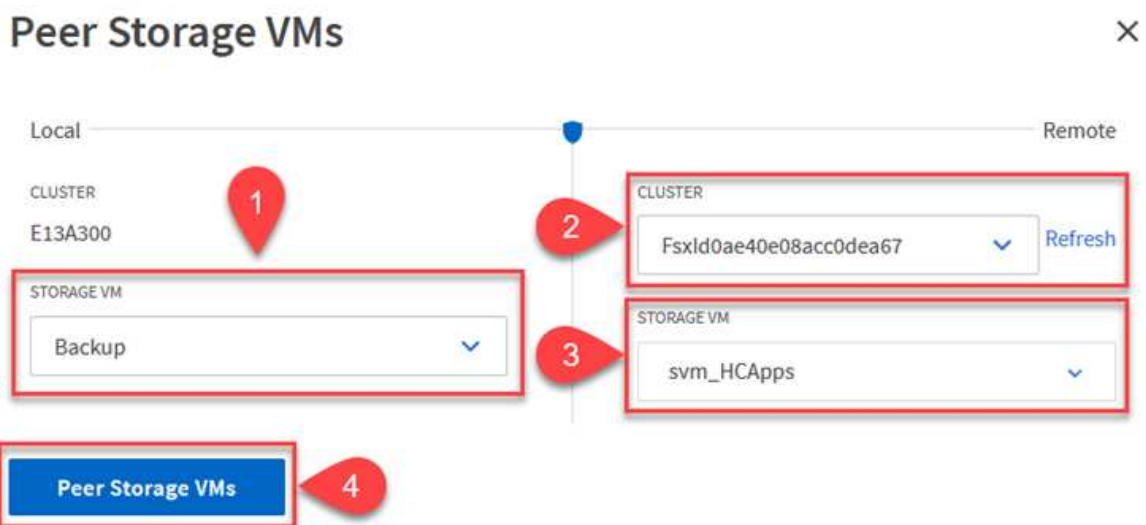 Peer Storage VMs
Local
Remote
CLUSTER
E13A300
1
STORAGE VM
Backup
2
CLUSTER
FsxId0ae40e08acc0dea67
Refresh
3
STORAGE VM
svm_HCApps
Peer Storage VMs
4